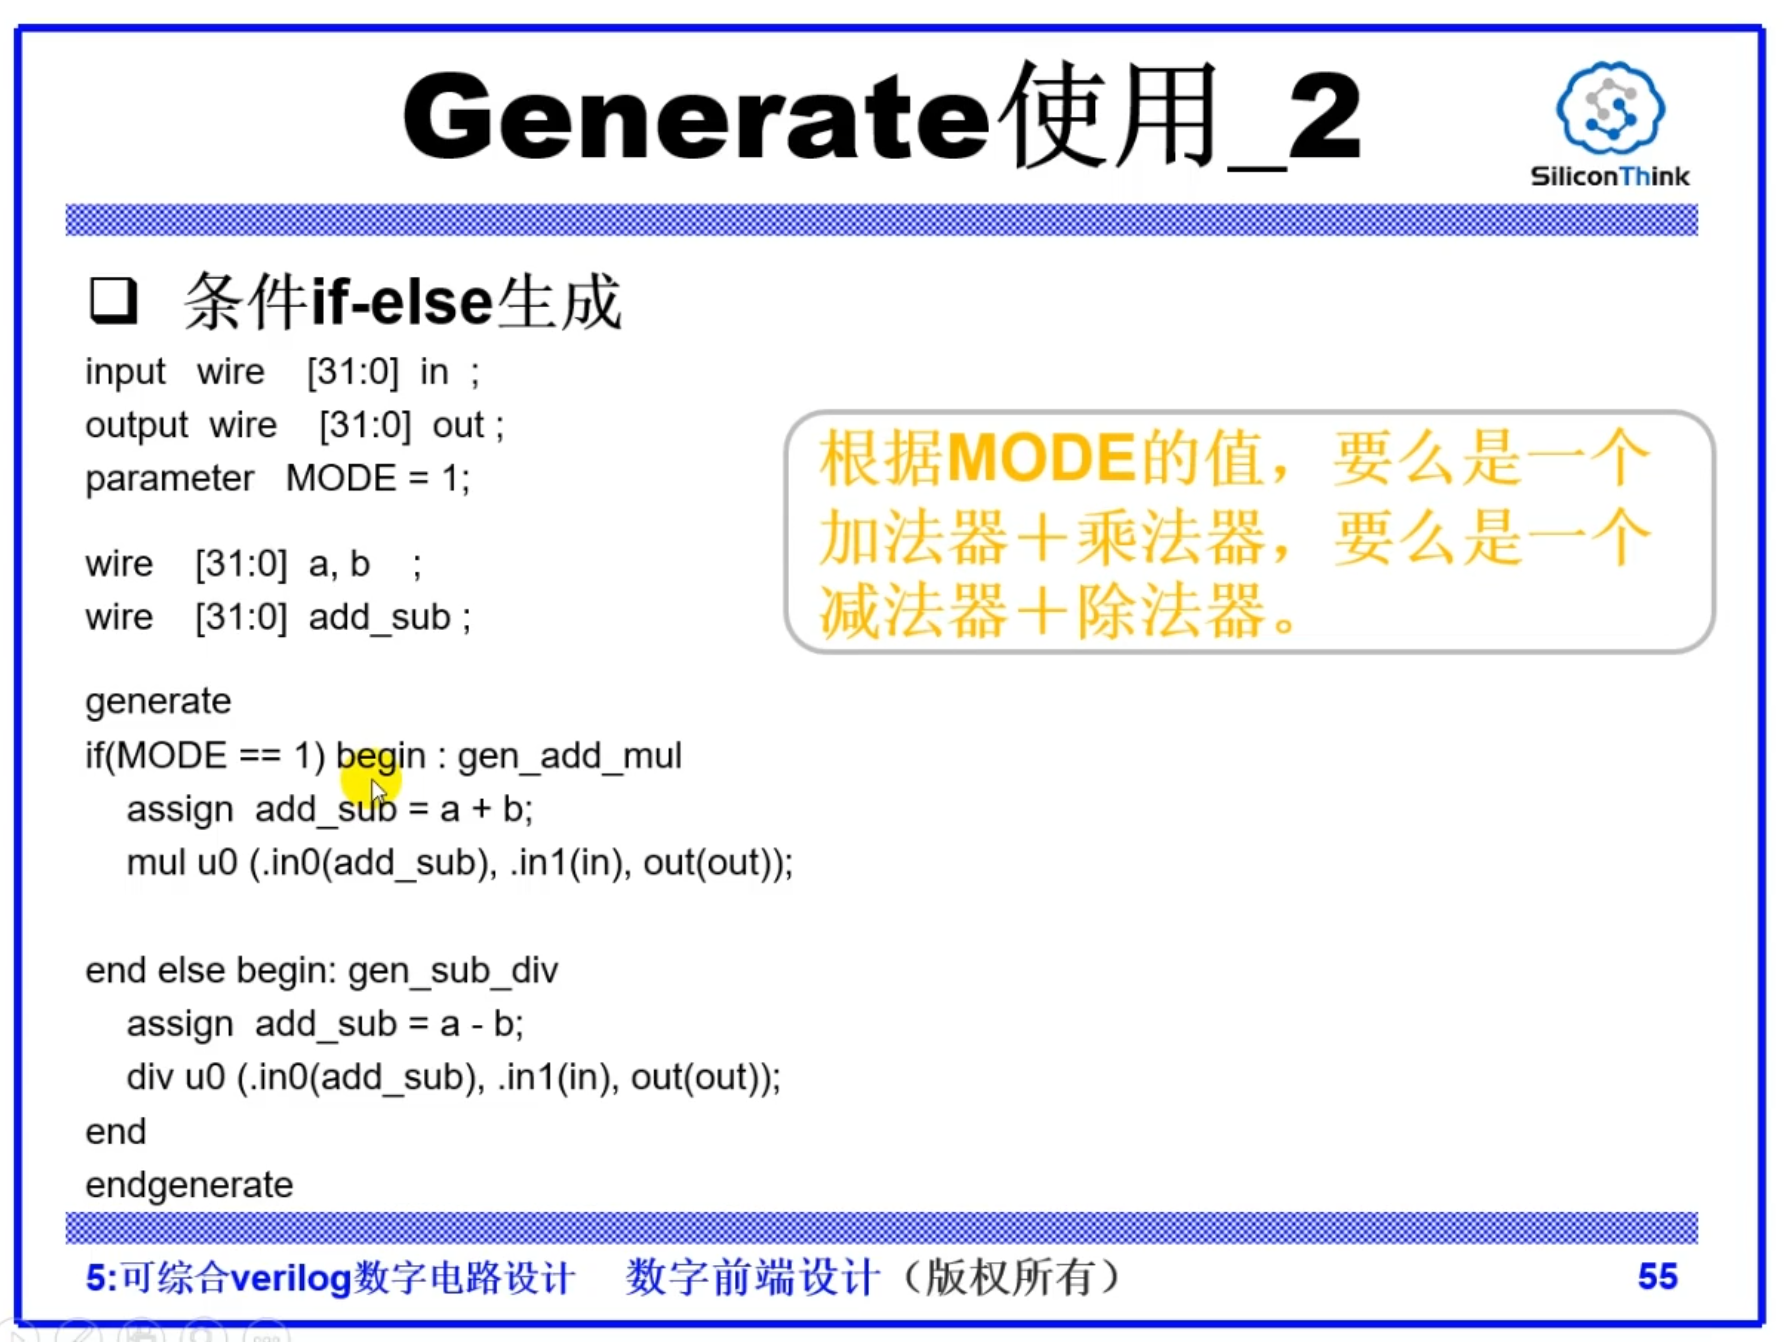 Generate使用_2
SiliconThink
条件if-else生成
input wire [31:0] in ;
output wire [31:0] out ;
parameter MODE = 1;
wire [31:0] a, b ;
wire [31:0] add_sub ;
generate
if(MODE == 1) begin : gen_add_mul
assign add_sub = a + b;
mul u0 (.in0(add_sub), .in1(in), out(out));
end else begin: gen_sub_div
assign add_sub = a - b;
div u0 (.in0(add_sub), .in1(in), out(out));
end
endgenerate
根据MODE的值，要么是一个
加法器＋乘法器，要么是一个
减法器＋除法器。
5:可综合verilog数字电路设计 数字前端设计（版权所有） 55